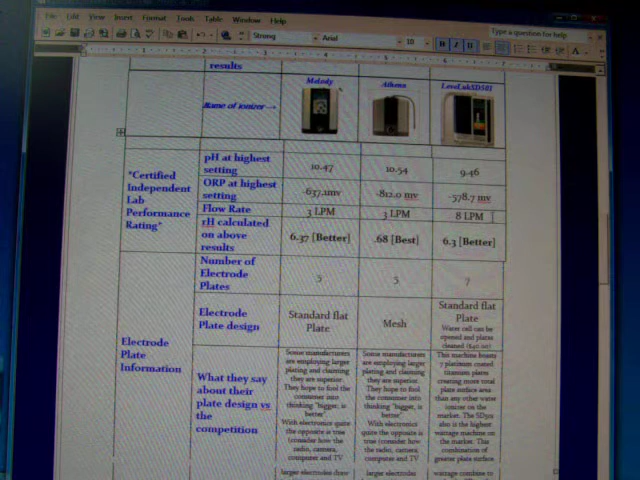 File Edit View Insert Format Tools Table Window Help
Type a question for help
Strong Arial 10 B I U
results
Melody Athena LeveLukSD501
Name of ionizer→
"Certified Independent Lab Performance Rating"
pH at highest setting 10.47 10.54 9.46
ORP at highest setting -637.1mv -812.0 mv -578.7 mv
Flow Rate 3 LPM 3 LPM 8 LPM
rH calculated on above results 6.37 [Better] .68 [Best] 6.3 [Better]
Electrode Plate Information
Number of Electrode Plates 5 5 7
Electrode Plate design
Standard flat Plate
Mesh
Standard flat Plate
Water cell can be opened and plates cleaned
What they say about their plate design vs the competition
Some manufacturers
are employing larger
plating and claiming
they are superior.
They hope to fool the
consumer into
thinking "bigger, is
better".
With electronics quite
the opposite is true
(consider how the
radio, camera,
computer and TV
larger electrodes draw
Some manufacturers
are employing larger
plating and claiming
they are superior.
They hope to fool the
consumer into
thinking "bigger, is
better".
With electronics
quite the opposite is
true (consider how
the radio, camera,
computer and TV
larger electrodes
This machine boasts
7 platinum coated
titanium plates
creating more total
plate surface area
than any other water
ionizer on the
market. The SD501
also is the highest
wattage machine on
the market. This
combination of
greater plate surface
wattage combine to